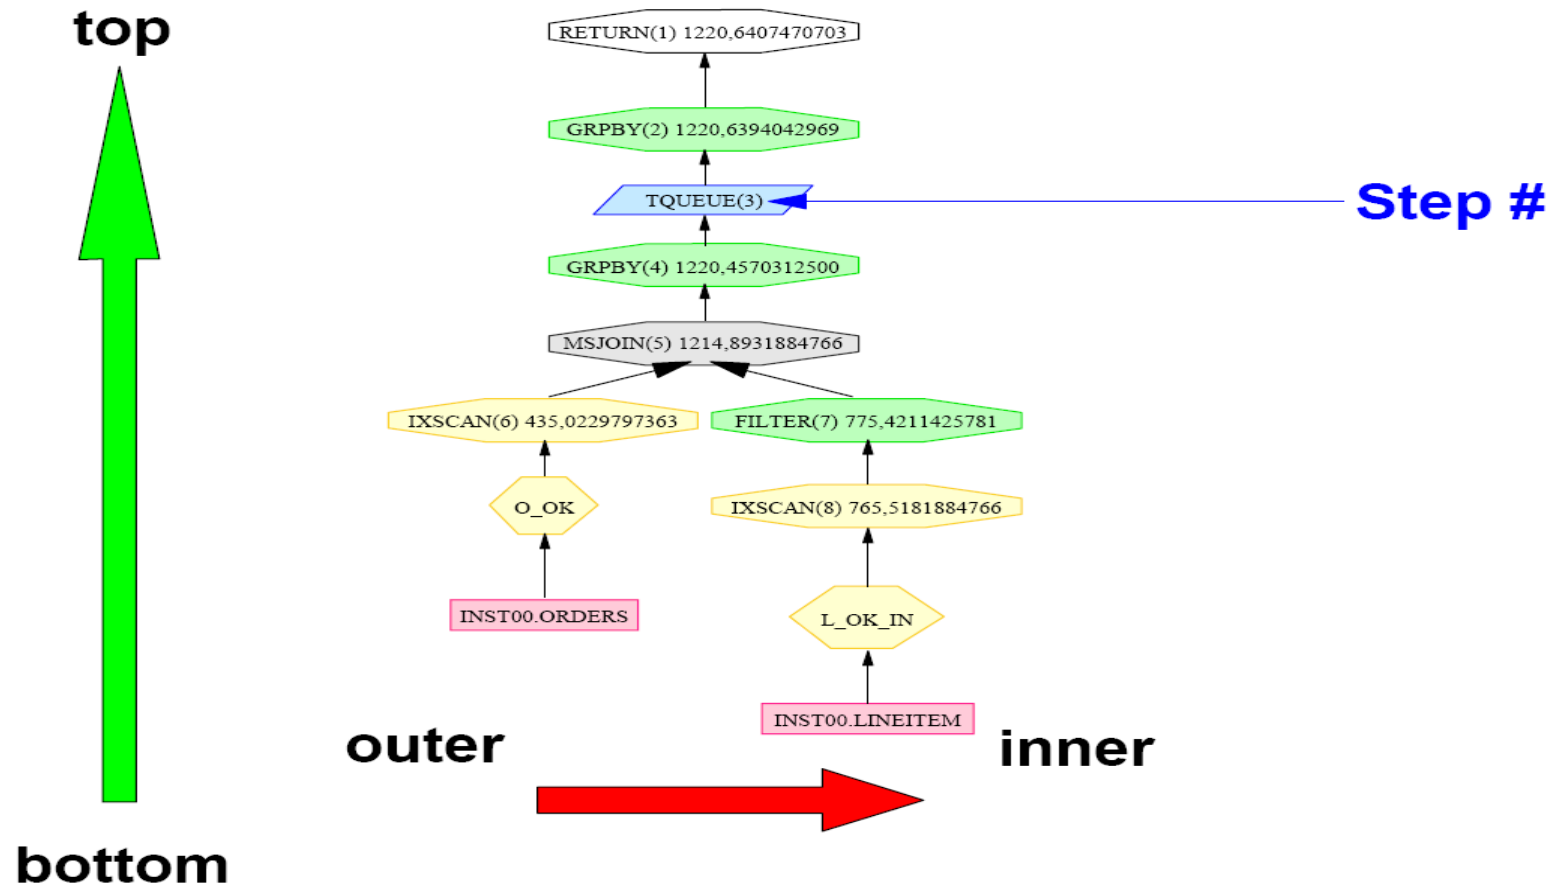 top
RETURN(1) 1220,6407470703
GRPBY(2) 1220,6394042969
TQUEUE(3)
Step #
GRPBY(4) 1220,4570312500
MSJOIN(5) 1214,8931884766
IXSCAN(6) 435,0229797363
FILTER(7) 775,4211425781
O_OK
IXSCAN(8) 765,5181884766
INST00.ORDERS
L_OK_IN
INST00.LINEITEM
outer
inner
bottom